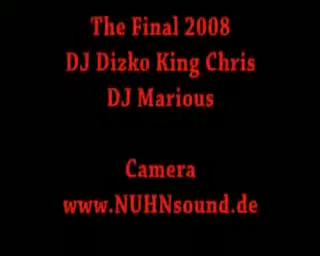 The Final 2008
DJ Dizko King Chris
DJ Marious
Camera
www.NUHNsound.de